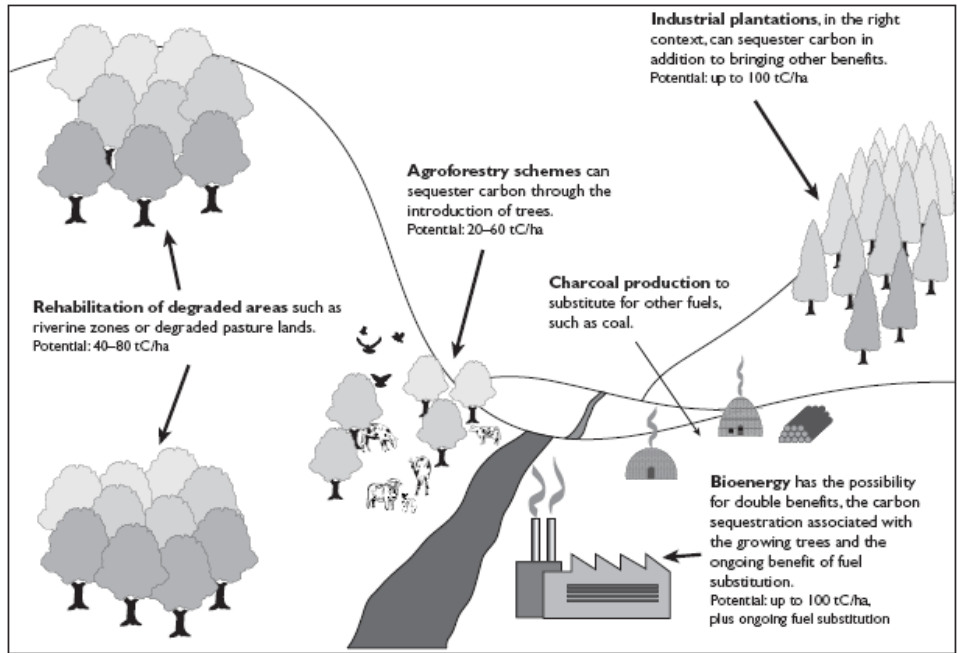 Industrial plantations, in the right
context, can sequester carbon in
addition to bringing other benefits.
Potential: up to 100 tC/ha
Agroforestry schemes can
sequester carbon through the
introduction of trees.
Potential: 20–60 tC/ha
Charcoal production to
substitute for other fuels,
such as coal.
Rehabilitation of degraded areas such as
riverine zones or degraded pasture lands.
Potential: 40–80 tC/ha
Bioenergy has the possibility
for double benefits, the carbon
sequestration associated with
the growing trees and the
ongoing benefit of fuel
substitution.
Potential: up to 100 tC/ha,
plus ongoing fuel substitution